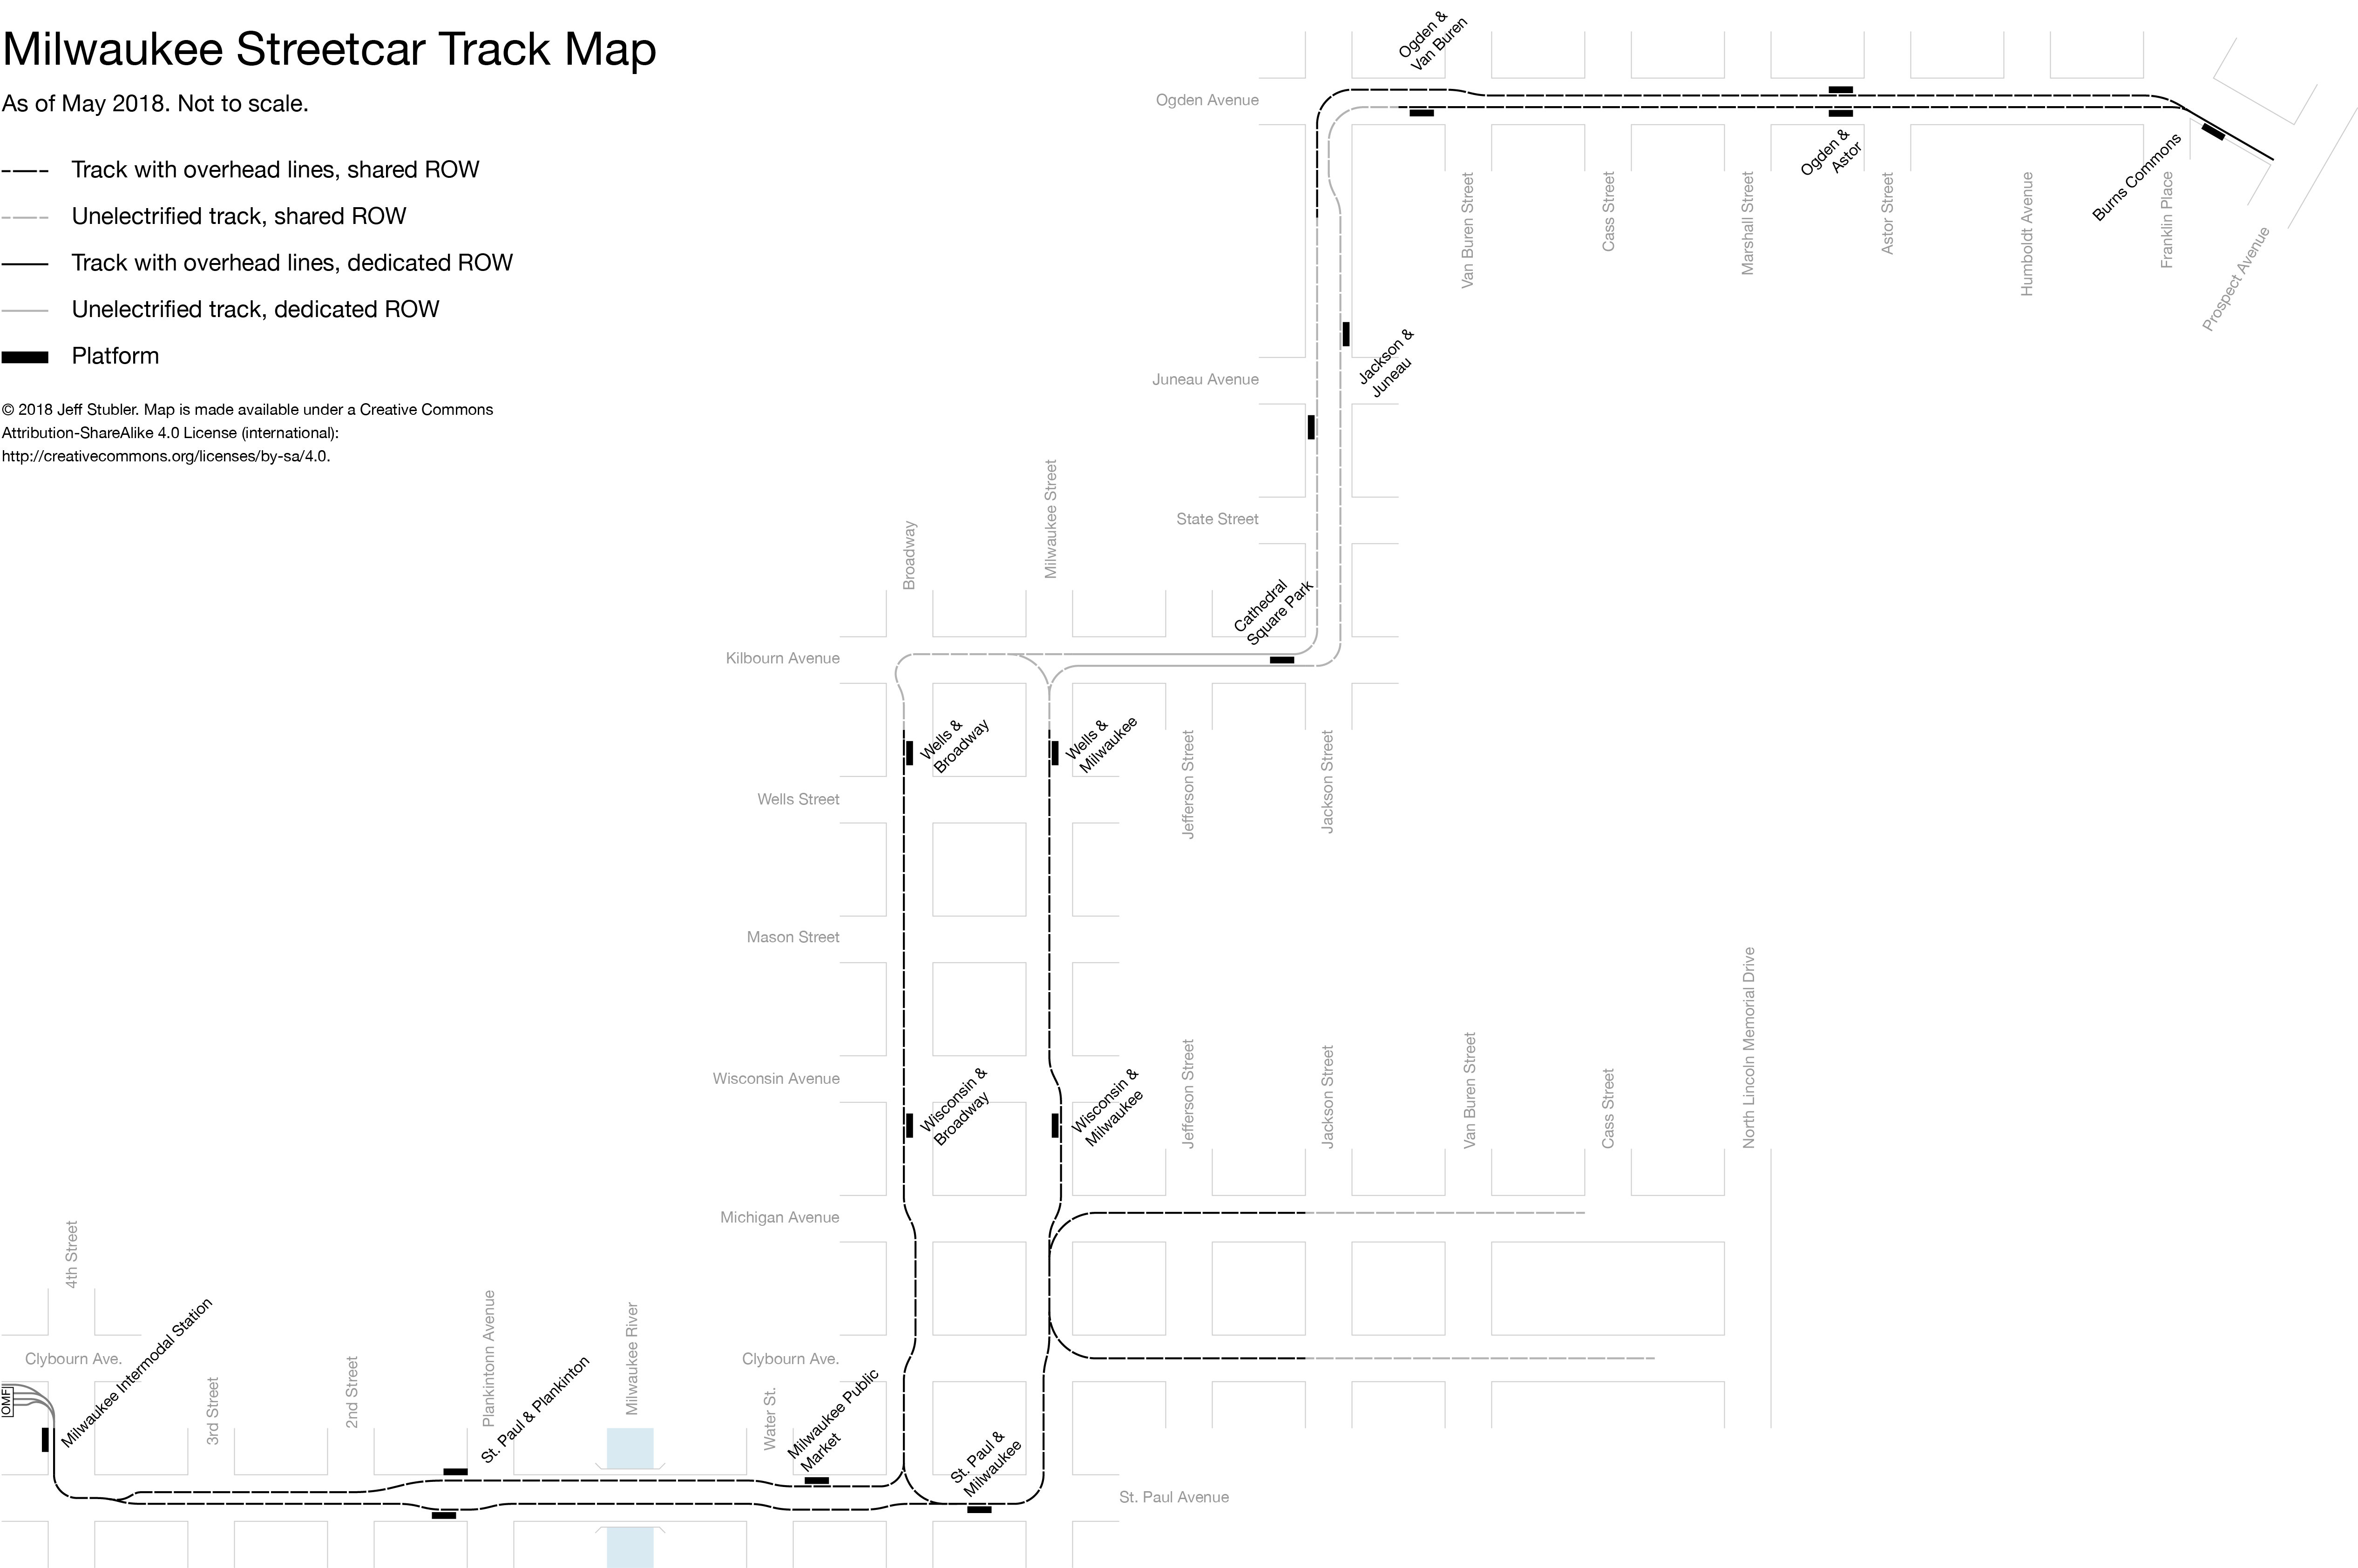 Milwaukee Streetcar Track Map
As of May 2018. Not to scale.
Track with overhead lines, shared ROW
Unelectrified track, shared ROW
Track with overhead lines, dedicated ROW
Unelectrified track, dedicated ROW
Platform
© 2018 Jeff Stubler. Map is made available under a Creative Commons
Attribution-ShareAlike 4.0 License (international):
http://creativecommons.org/licenses/by-sa/4.0.
Ogden &
Van Buren
Ogden Avenue
Ogden &
Astor
Burns Commons
Van Buren Street
Cass Street
Marshall Street
Astor Street
Humboldt Avenue
Franklin Place
Prospect Avenue
Jackson &
Juneau
Juneau Avenue
State Street
Broadway
Milwaukee Street
Cathedral
Square Park
Kilbourn Avenue
Wells &
Broadway
Wells &
Milwaukee
Jefferson Street
Jackson Street
Wells Street
Mason Street
Wisconsin Avenue
Wisconsin &
Broadway
Wisconsin &
Milwaukee
Jefferson Street
Jackson Street
Van Buren Street
Cass Street
North Lincoln Memorial Drive
Michigan Avenue
4th Street
Clybourn Ave.
OMF
Milwaukee Intermodal Station
3rd Street
2nd Street
Plankintonn Avenue
St. Paul & Plankinton
Milwaukee River
Clybourn Ave.
Water St.
Milwaukee Public
Market
St. Paul &
Milwaukee
St. Paul Avenue